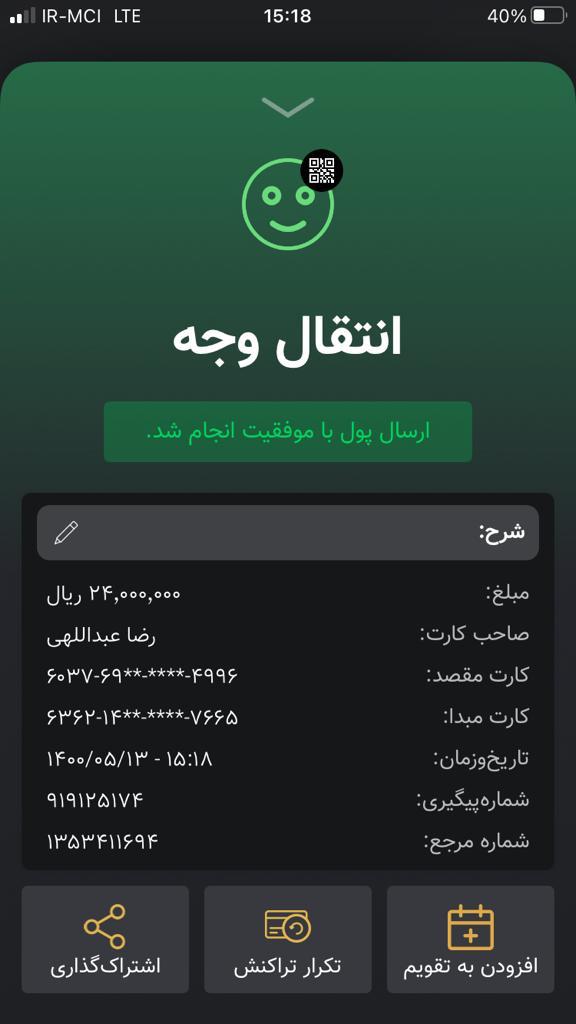 IR-MCI LTE 15:18 40%
انتقال وجه
ارسال پول با موفقیت انجام شد.
شرح:
مبلغ: ۲۴,۰۰۰,۰۰۰ ریال
صاحب کارت: رضا عبداللهی
کارت مقصد: ۶۰۳۷-۶۹**-****-۴۹۹۶
کارت مبدا: ۶۳۶۲-۱۴**-****-۷۶۶۵
تاریخ‌وزمان: ۱۴۰۰/۰۵/۱۳ - ۱۵:۱۸
شماره‌پیگیری: ۹۱۹۱۲۵۱۷۴
شماره مرجع: ۱۳۵۳۴۱۱۶۹۴
افزودن به تقویم تکرار تراکنش اشتراک‌گذاری